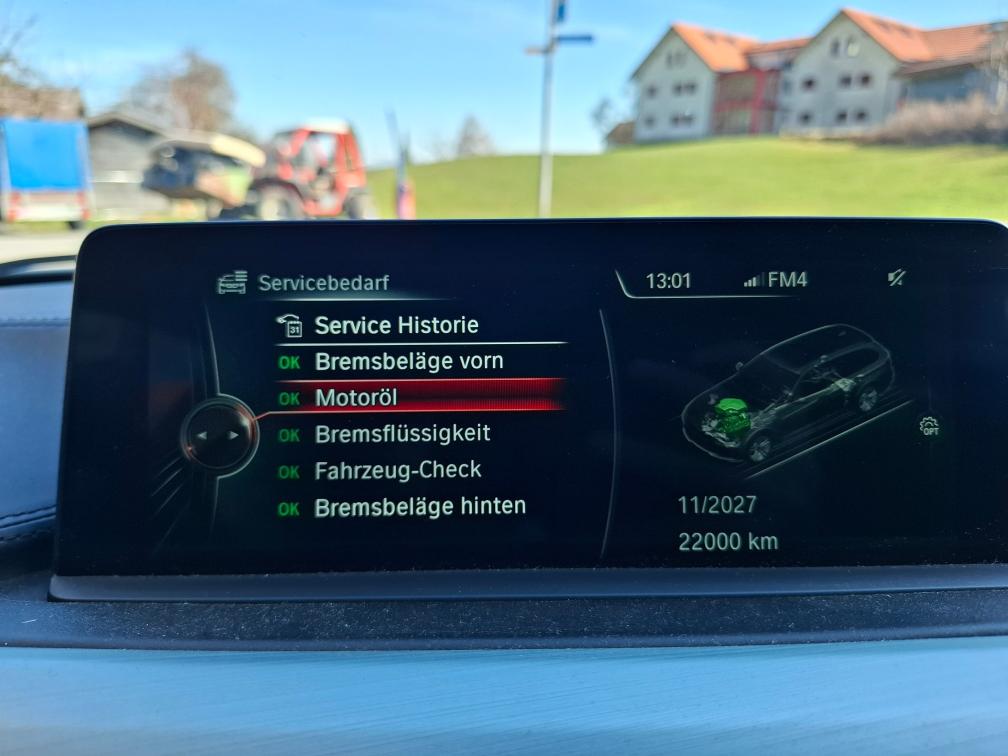 Servicebedarf
13:01 FM4
31 Service Historie
OK Bremsbeläge vorn
OK Motoröl
OK Bremsflüssigkeit
OK Fahrzeug-Check
OK Bremsbeläge hinten
OPT
11/2027
22000 km